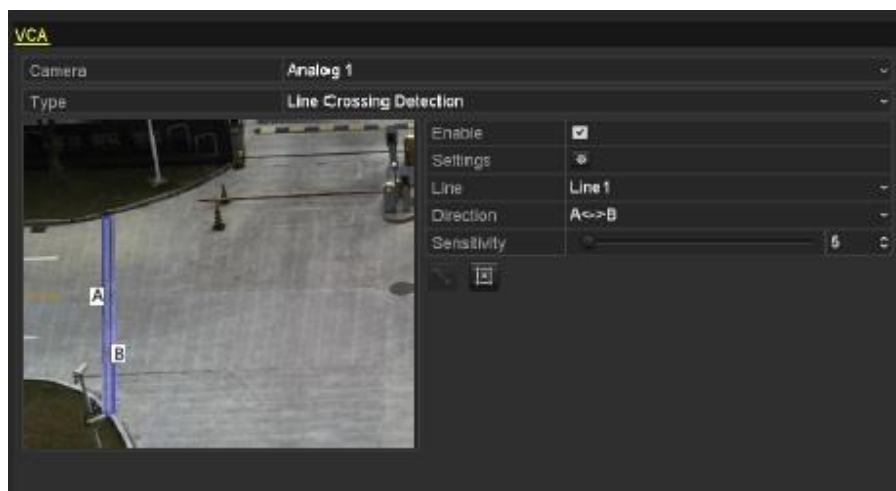 VCA
Camera Analog 1
Type Line Crossing Detection
Enable
Settings
Line Line1
Direction A<->B
Sensitivity 5
A
B